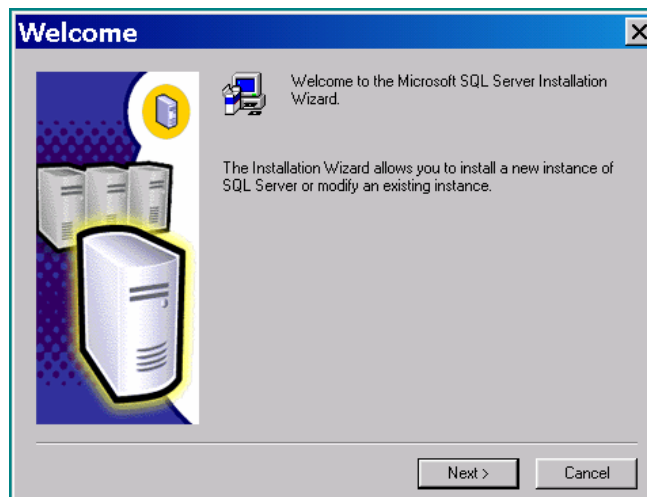 Welcome
Welcome to the Microsoft SQL Server Installation
Wizard.
The Installation Wizard allows you to install a new instance of
SQL Server or modify an existing instance.
Next >
Cancel